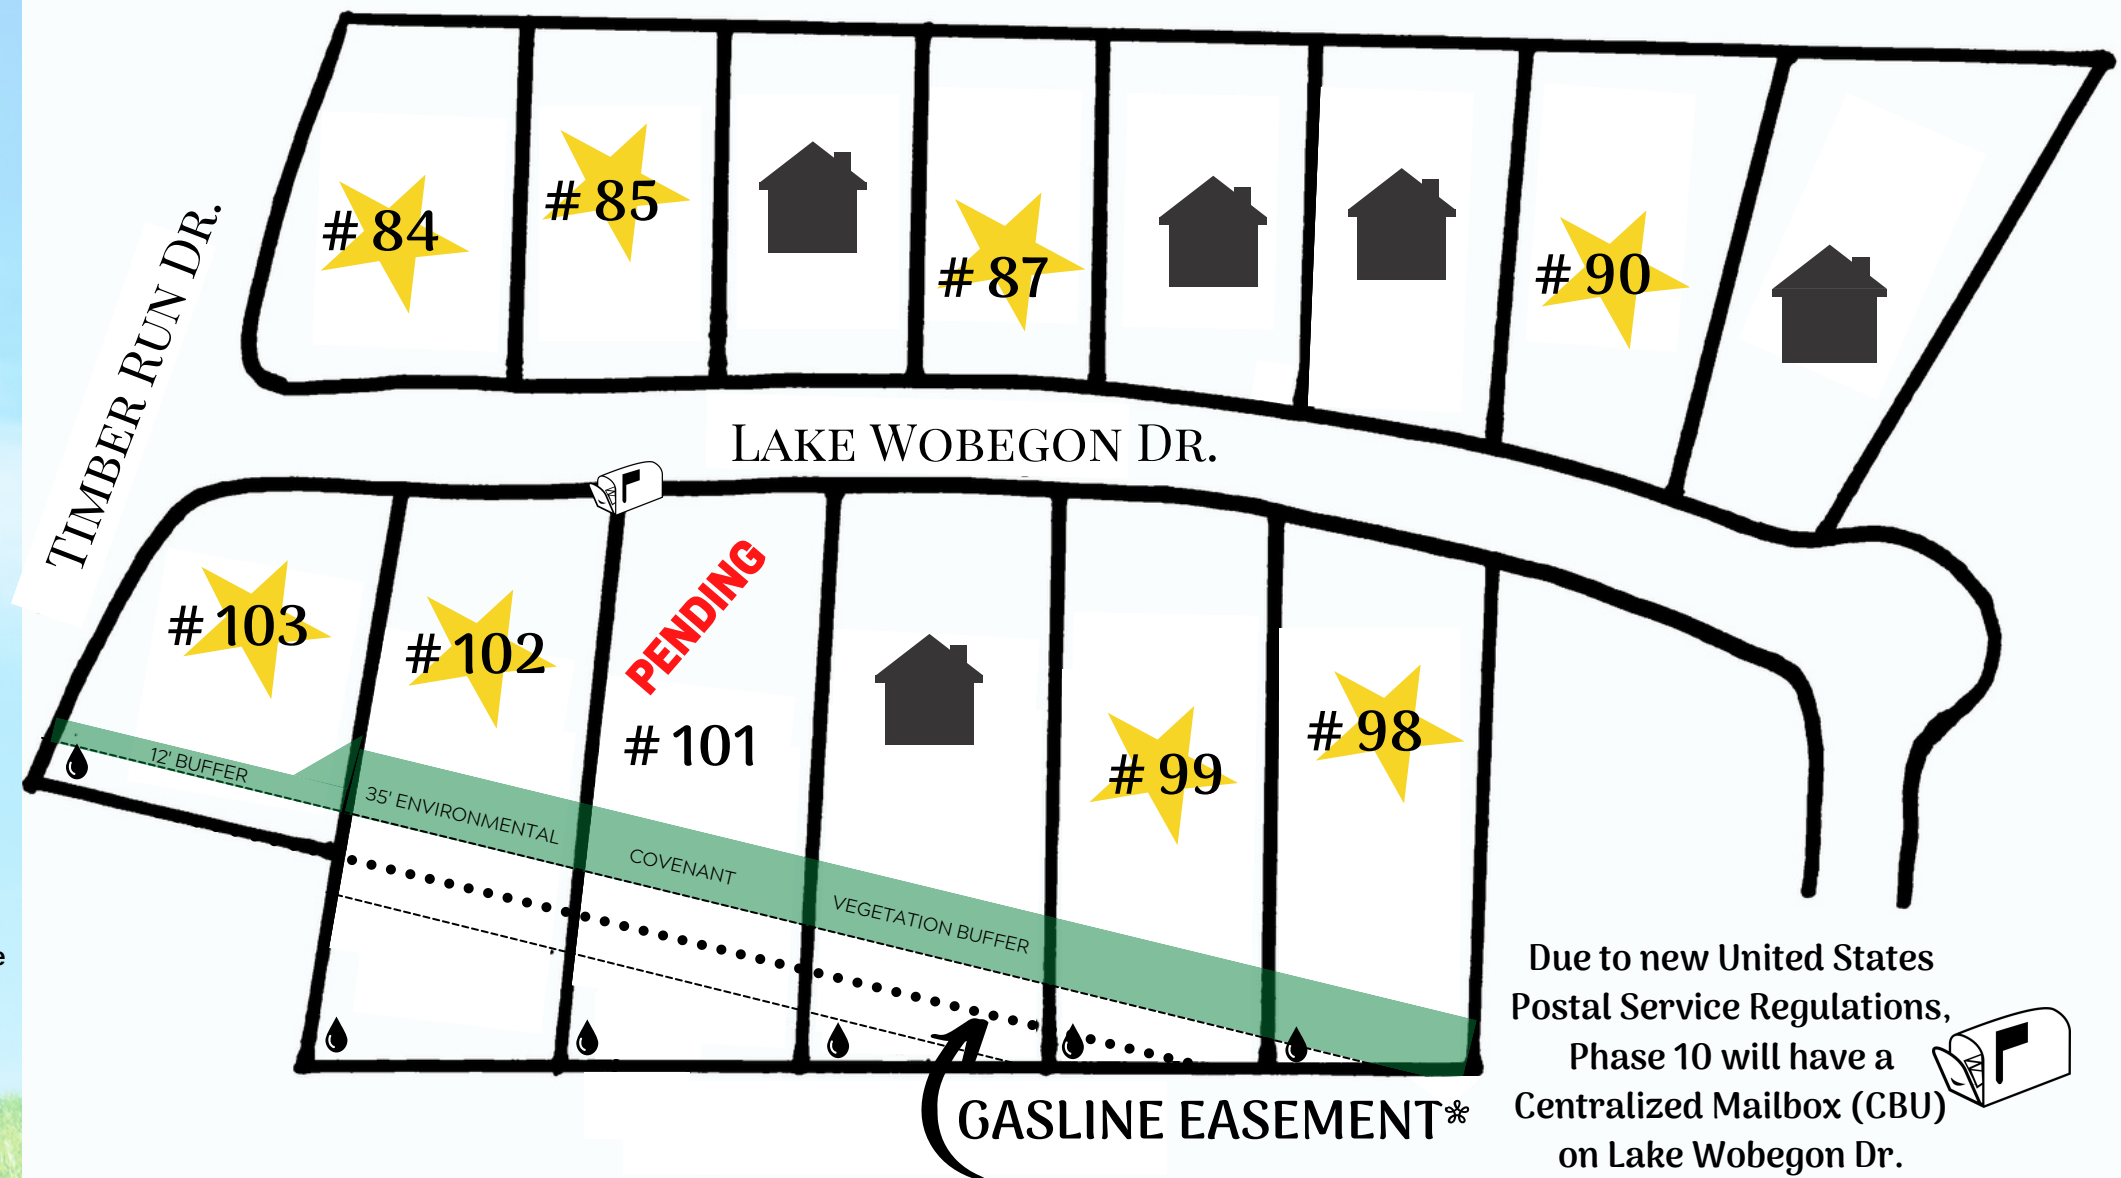 # 84
# 85
# 87
# 90
TIMBER RUN DR.
LAKE WOBEGON DR.
# 103
# 102
PENDING
# 101
# 99
# 98
12' BUFFER
35' ENVIRONMENTAL
COVENANT
VEGETATION BUFFER
GASLINE EASEMENT*
e
Due to new United States
Postal Service Regulations,
Phase 10 will have a
Centralized Mailbox (CBU)
on Lake Wobegon Dr.